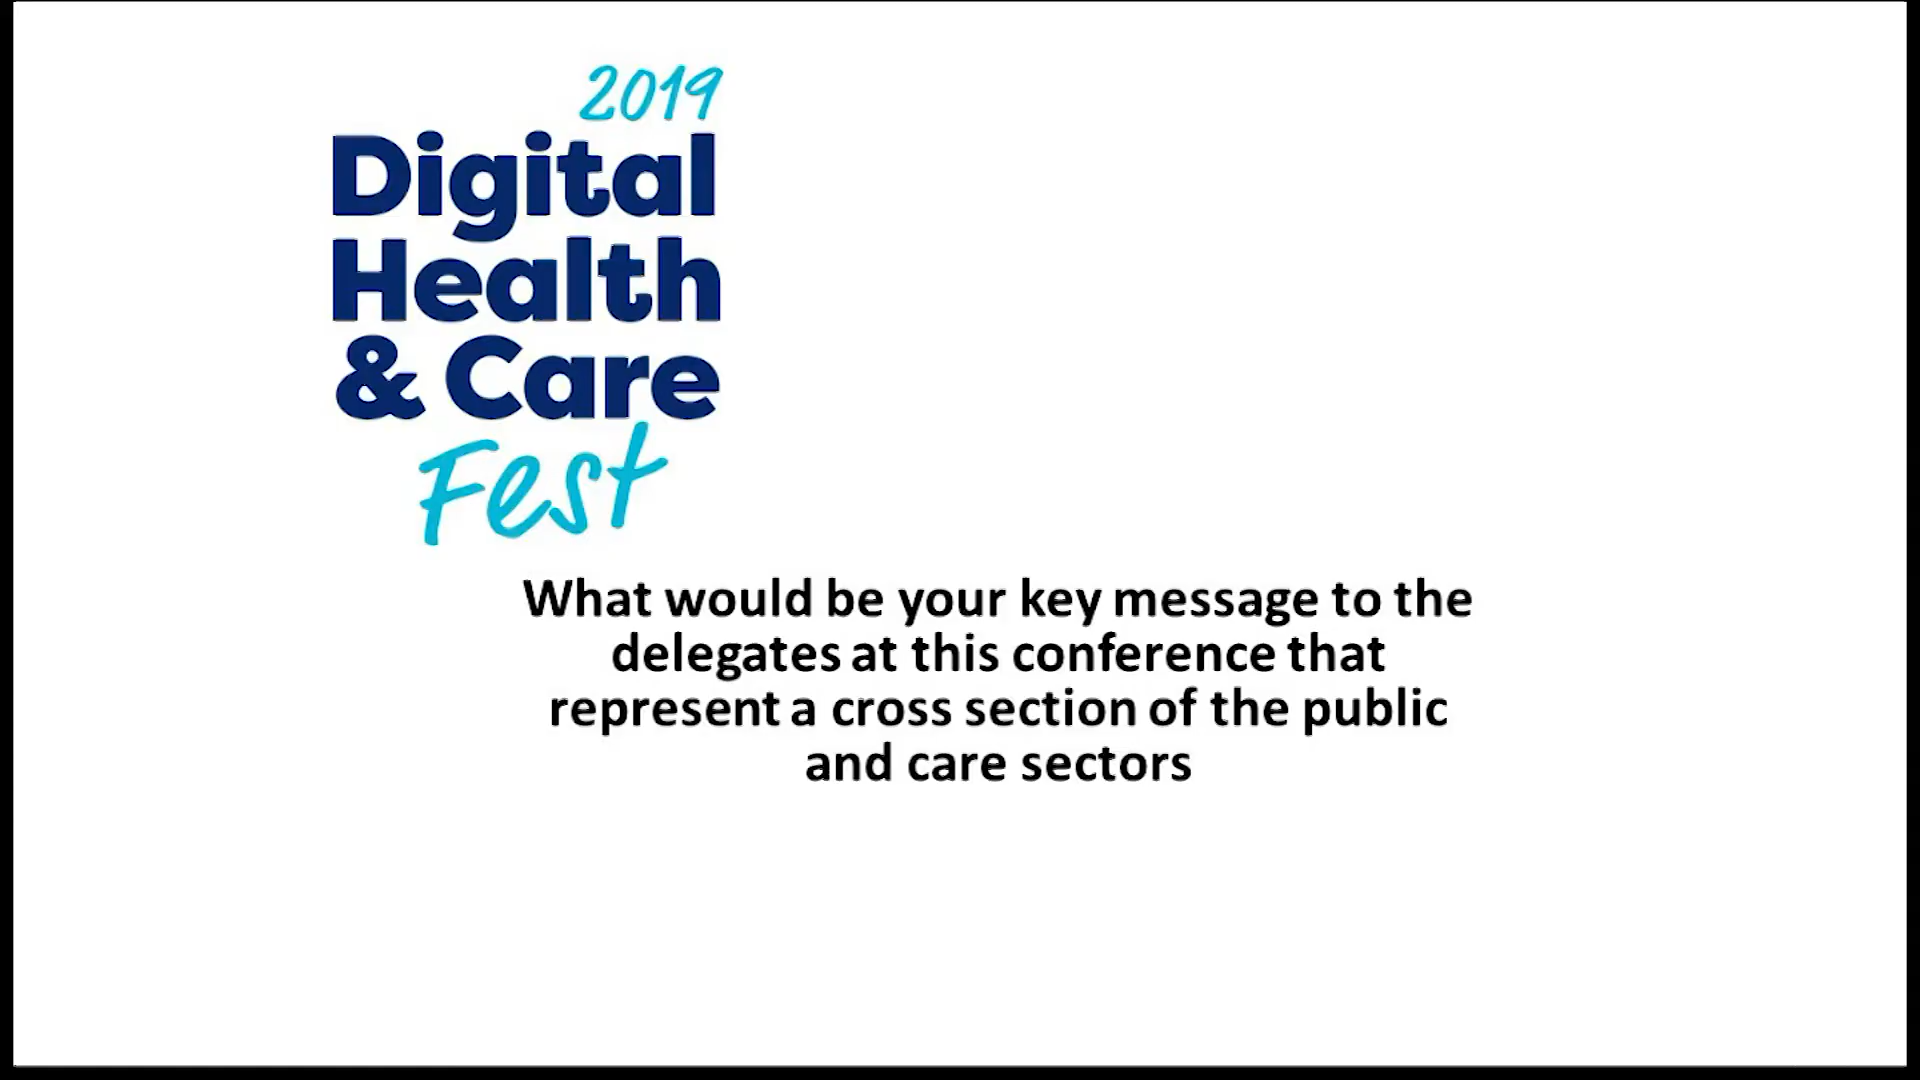 2019
Digital
Health
& Care
Fest
What would be your key message to the
delegates at this conference that
represent a cross section of the public
and care sectors